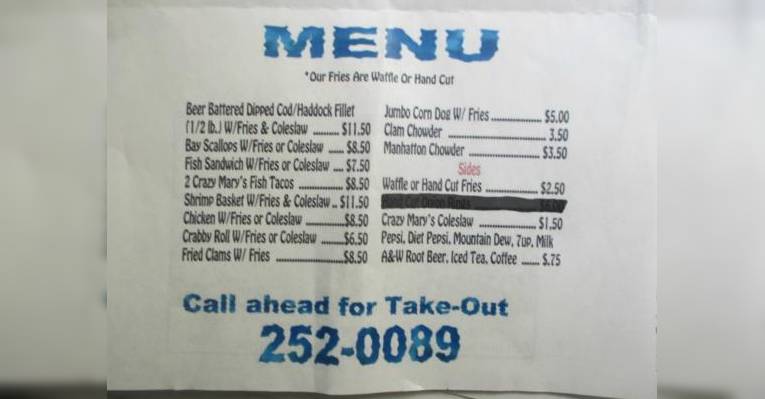 MENU
*Our Fries Are Waffle Or Hand Cut
Beer Battered Dipped Cod/Haddock Fillet
(1/2 lb.) W/Fries & Coleslaw ......... $11.50
Bay Scallops W/Fries or Coleslaw ..... $8.50
Fish Sandwich W/Fries or Coleslaw .... $7.50
2 Crazy Mary's Fish Tacos ............... $8.50
Shrimp Basket W/Fries & Coleslaw .. $11.50
Chicken W/Fries or Coleslaw ............ $8.50
Crabby Roll W/Fries or Coleslaw ....... $6.50
Fried Clams W/ Fries ..................... $8.50
Jumbo Corn Dog W/ Fries ............... $5.00
Clam Chowder ............................. 3.50
Manhatton Chowder ...................... $3.50
Sides
Waffle or Hand Cut Fries ................ $2.50
Hand Cut Onion Rings
Crazy Mary's Coleslaw ................... $1.50
Pepsi, Diet Pepsi, Mountain Dew, 7up, Milk
A&W Root Beer, Iced Tea, Coffee ...... $.75
Call ahead for Take-Out
252-0089